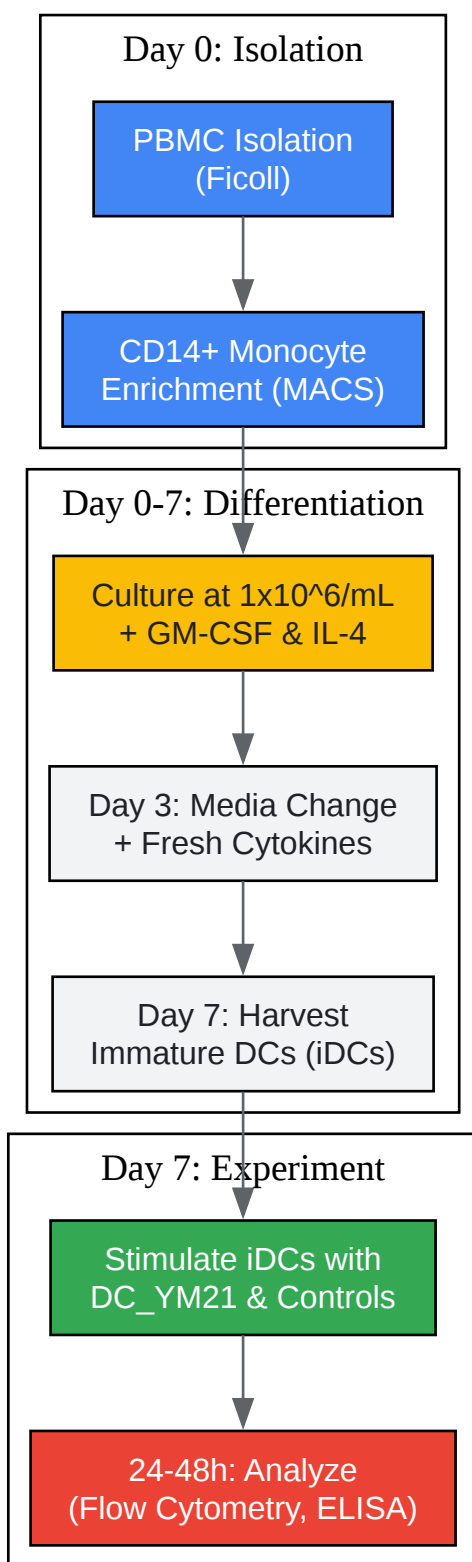 Day 0: Isolation
PBMC Isolation
(Ficoll)
CD14+ Monocyte
Enrichment (MACS)
Day 0-7: Differentiation
Culture at 1x10^6/mL
+ GM-CSF & IL-4
Day 3: Media Change
+ Fresh Cytokines
Day 7: Harvest
Immature DCs (iDCs)
Day 7: Experiment
Stimulate iDCs with
DC_YM21 & Controls
24-48h: Analyze
(Flow Cytometry, ELISA)